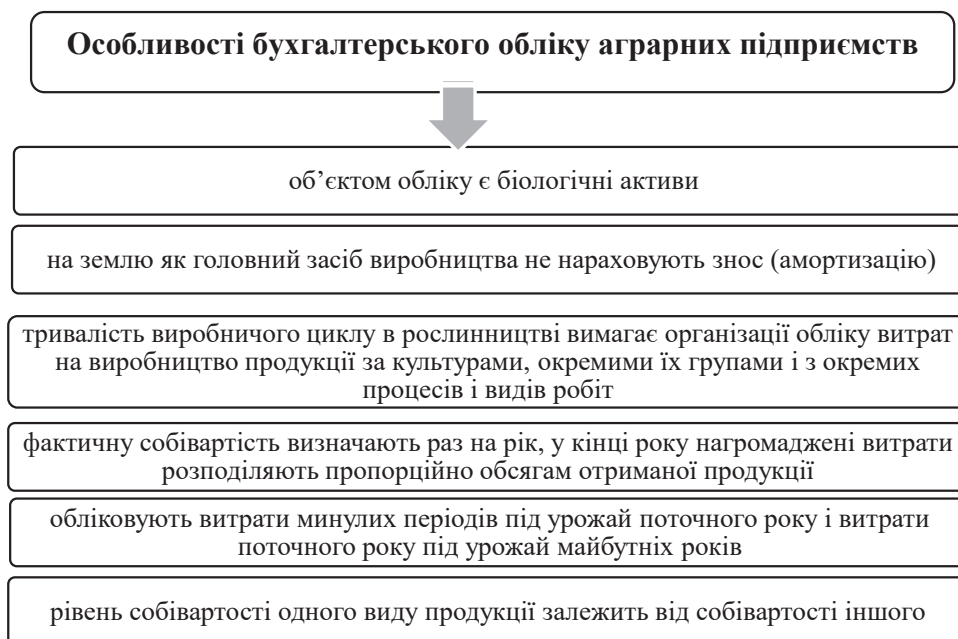 Особливості бухгалтерського обліку аграрних підприємств
об’єктом обліку є біологічні активи
на землю як головний засіб виробництва не нараховують знос (амортизацію)
тривалість виробничого циклу в рослинництві вимагає організації обліку витрат
на виробництво продукції за культурами, окремими їх групами і з окремих
процесів і видів робіт
фактичну собівартість визначають раз на рік, у кінці року нагромаджені витрати
розподіляють пропорційно обсягам отриманої продукції
обліковують витрати минулих періодів під урожай поточного року і витрати
поточного року під урожай майбутніх років
рівень собівартості одного виду продукції залежить від собівартості іншого